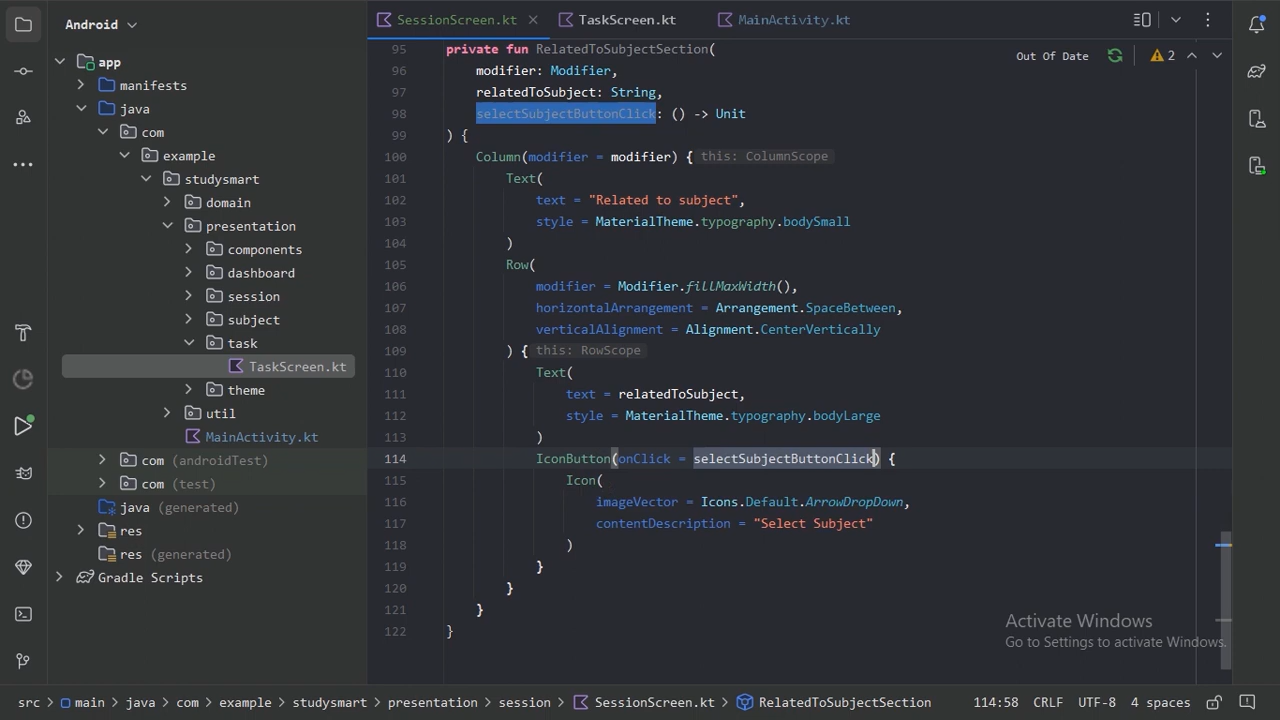 Android
SessionScreen.kt
TaskScreen.kt
MainActivity.kt
app
manifests
java
com
example
studysmart
domain
presentation
components
dashboard
session
subject
task
TaskScreen.kt
theme
util
MainActivity.kt
com (androidTest)
com (test)
java (generated)
res
res (generated)
Gradle Scripts
Out Of Date
2
95 private fun RelatedToSubjectSection(
96 modifier: Modifier,
97 relatedToSubject: String,
98 selectSubjectButtonClick: () -> Unit
99 ) {
100 Column(modifier = modifier) { this: ColumnScope
101 Text(
102 text = "Related to subject",
103 style = MaterialTheme.typography.bodySmall
104 )
105 Row(
106 modifier = Modifier.fillMaxWidth(),
107 horizontalArrangement = Arrangement.SpaceBetween,
108 verticalAlignment = Alignment.CenterVertically
109 ) { this: RowScope
110 Text(
111 text = relatedToSubject,
112 style = MaterialTheme.typography.bodyLarge
113 )
114 IconButton(onClick = selectSubjectButtonClick) {
115 Icon(
116 imageVector = Icons.Default.ArrowDropDown,
117 contentDescription = "Select Subject"
118 )
119 }
120 }
121 }
122 }
Activate Windows
Go to Settings to activate Windows.
src main java com example studysmart presentation session SessionScreen.kt RelatedToSubjectSection 114:58 CRLF UTF-8 4 spaces